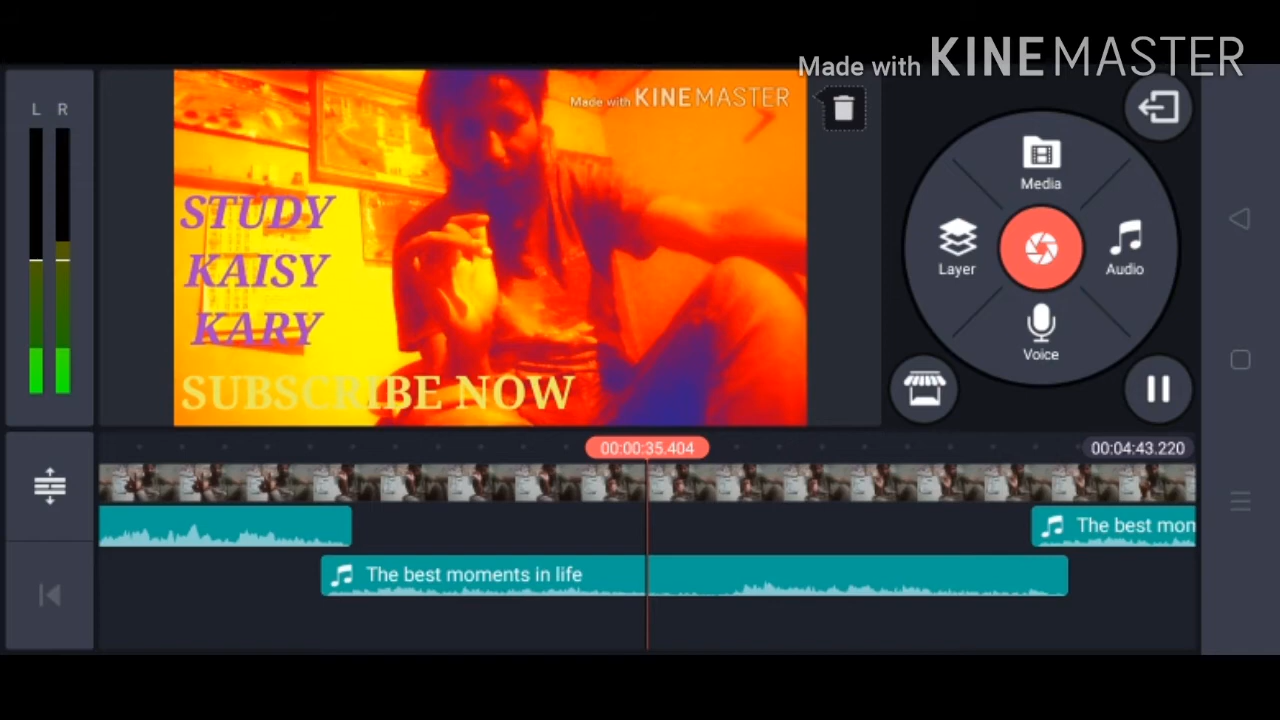 Made with KINEMASTER
L R
Made with KINEMASTER
STUDY
KAISY
KARY
SUBSCRIBE NOW
Media
Layer
Audio
Voice
00:00:35.404
00:04:43.220
The best mon
The best moments in life